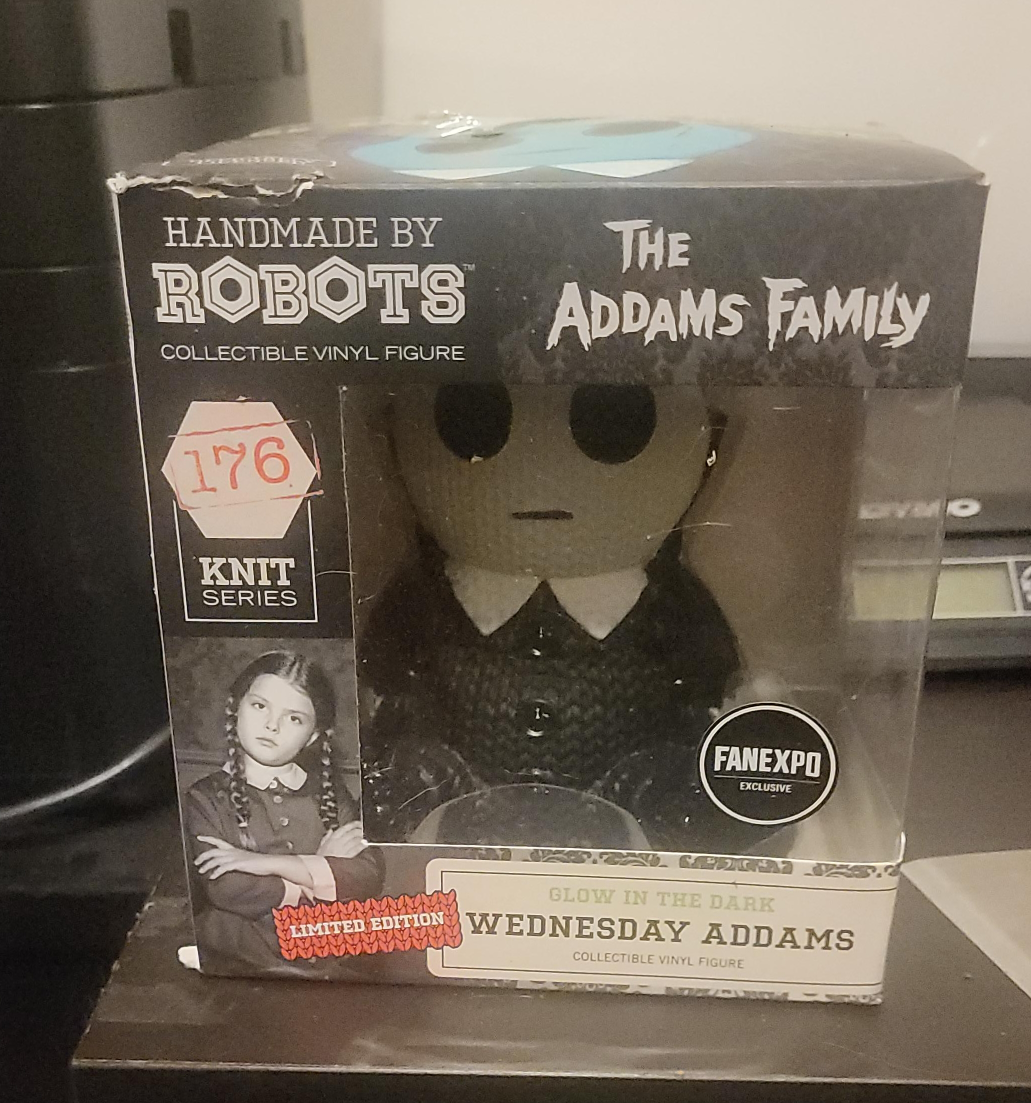 HANDMADE BY
ROBOTS™
COLLECTIBLE VINYL FIGURE
THE
ADDAMS FAMILY
176
KNIT
SERIES
FANEXPO
EXCLUSIVE
LIMITED EDITION
GLOW IN THE DARK
WEDNESDAY ADDAMS
COLLECTIBLE VINYL FIGURE